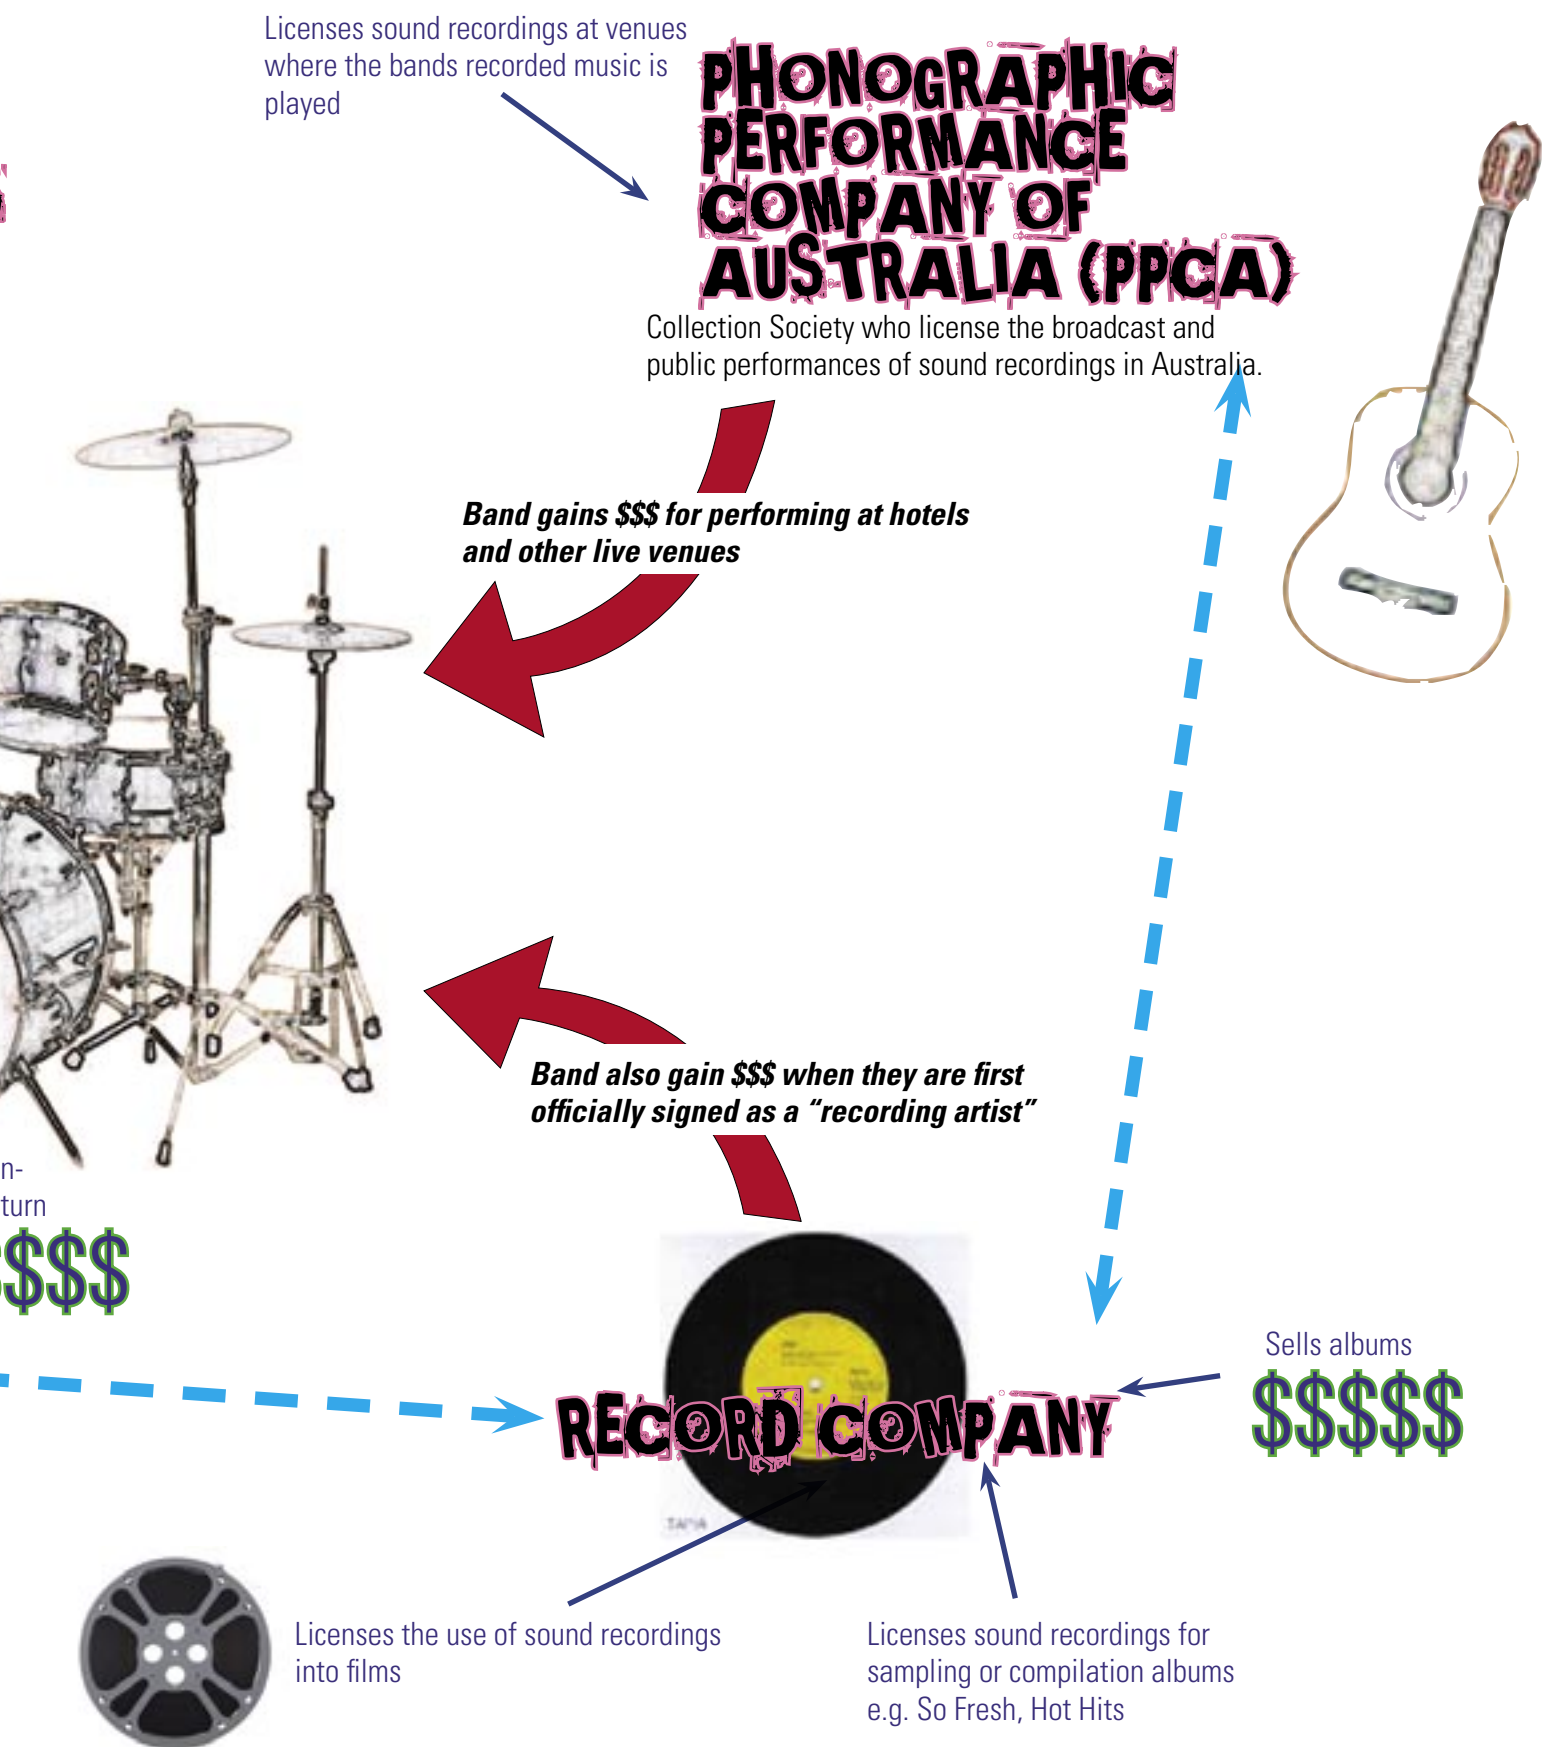 Licenses sound recordings at venues
where the bands recorded music is
played
PHONOGRAPHIC
PERFORMANCE
COMPANY OF
AUSTRALIA (PPCA)
Collection Society who license the broadcast and
public performances of sound recordings in Australia.
Band gains $$$ for performing at hotels
and other live venues
Band also gain $$$ when they are first
officially signed as a “recording artist”
n-
turn
$$$
Sells albums
$$$$$
RECORD COMPANY
Licenses the use of sound recordings
into films
Licenses sound recordings for
sampling or compilation albums
e.g. So Fresh, Hot Hits